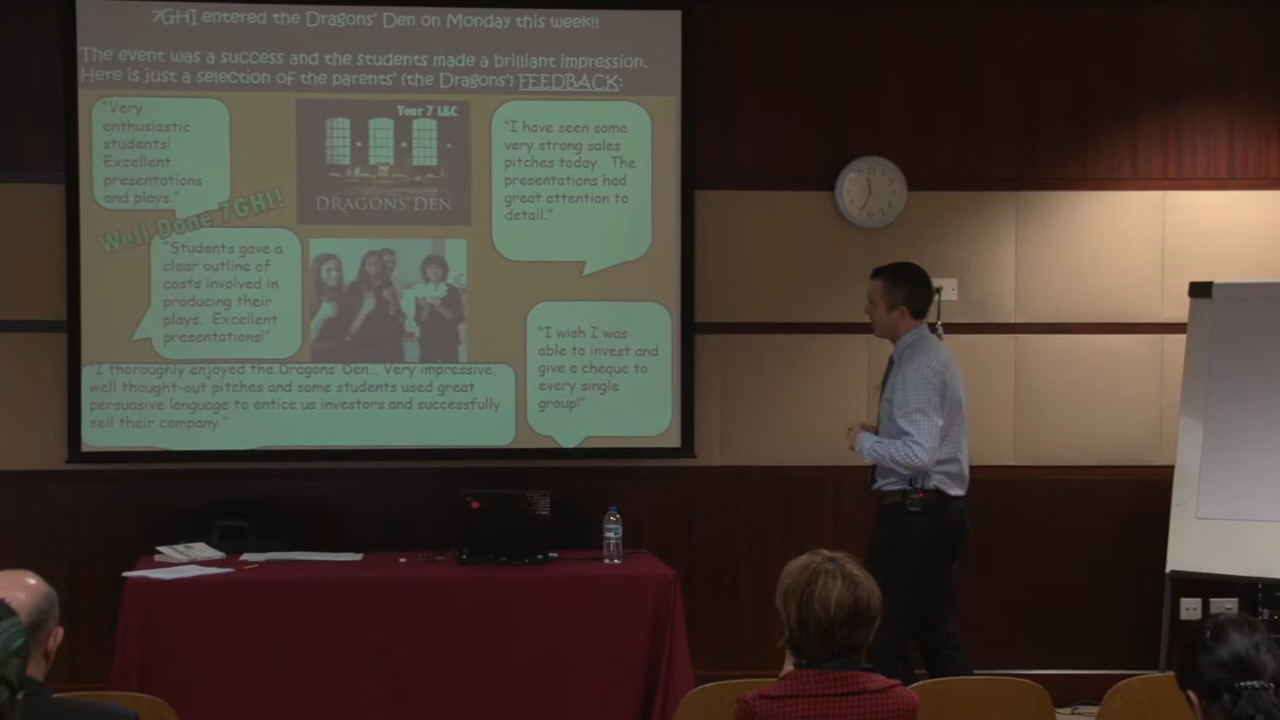 7GHI entered the Dragons' Den on Monday this week!!
The event was a success and the students made a brilliant impression.
Here is just a selection of the parents' (the Dragons') FEEDBACK:
"Very
enthusiastic
students!
Excellent
presentations
and plays."
Year 7 L&C
DRAGONS' DEN
"I have seen some
very strong sales
pitches today. The
presentations had
great attention to
detail."
Well Done 7GHI!
"Students gave a
clear outline of
costs involved in
producing their
plays. Excellent
presentations!"
"I wish I was
able to invest and
give a cheque to
every single
group!"
"I thoroughly enjoyed the Dragons' Den... Very impressive,
well thought-out pitches and some students used great
persuasive language to entice us investors and successfully
sell their company."